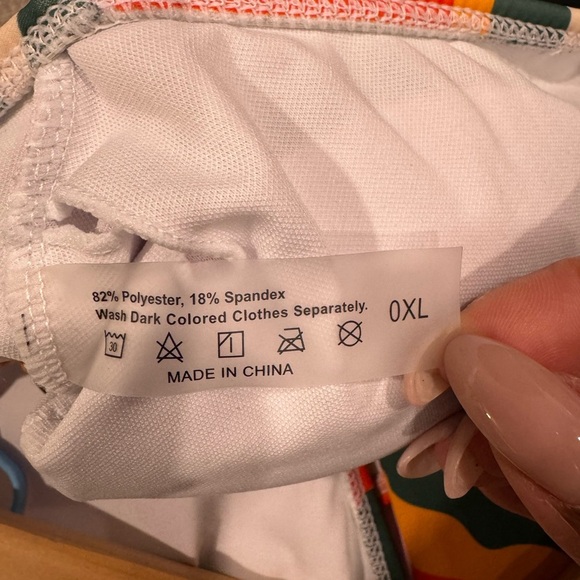 82% Polyester, 18% Spandex
Wash Dark Colored Clothes Separately.
0XL
30
MADE IN CHINA